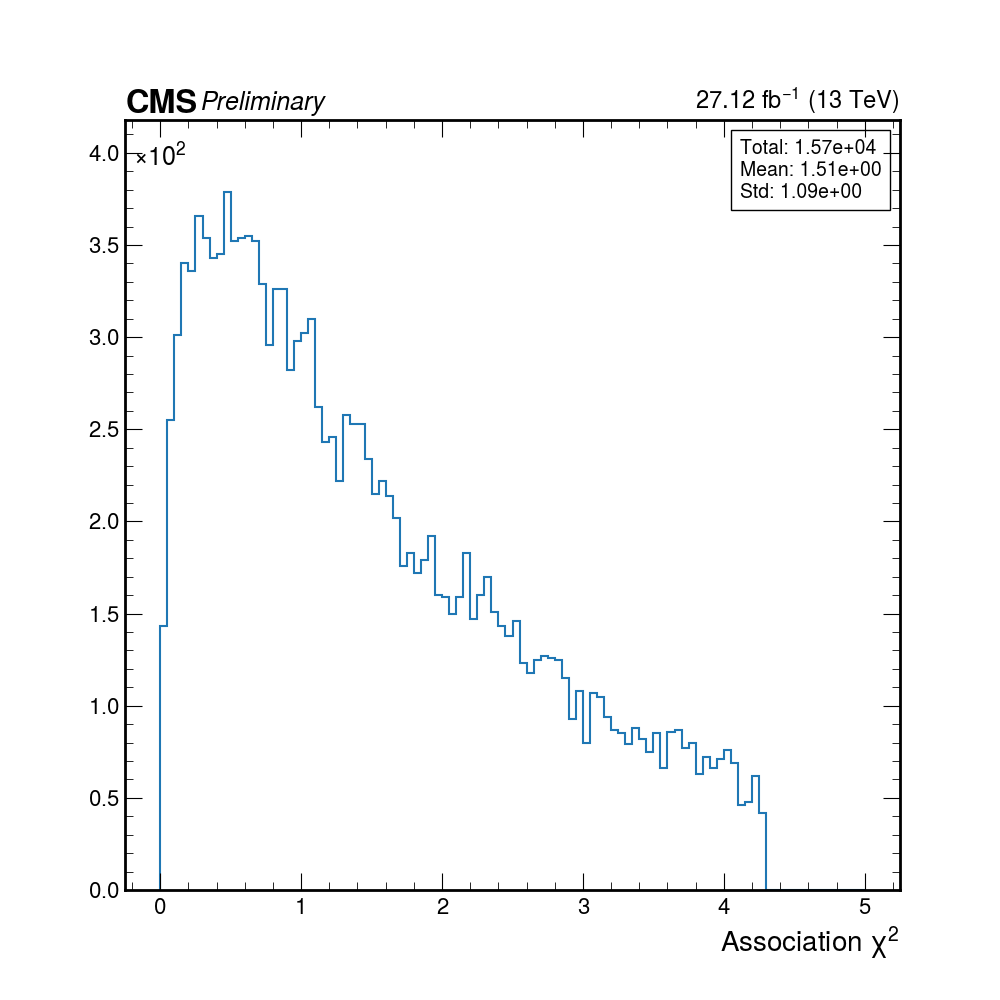 CMS Preliminary
27.12 fb⁻¹ (13 TeV)
×10²
Total: 1.57e+04
Mean: 1.51e+00
Std: 1.09e+00
4.0
3.5
3.0
2.5
2.0
1.5
1.0
0.5
0.0
0 1 2 3 4 5
Association χ²